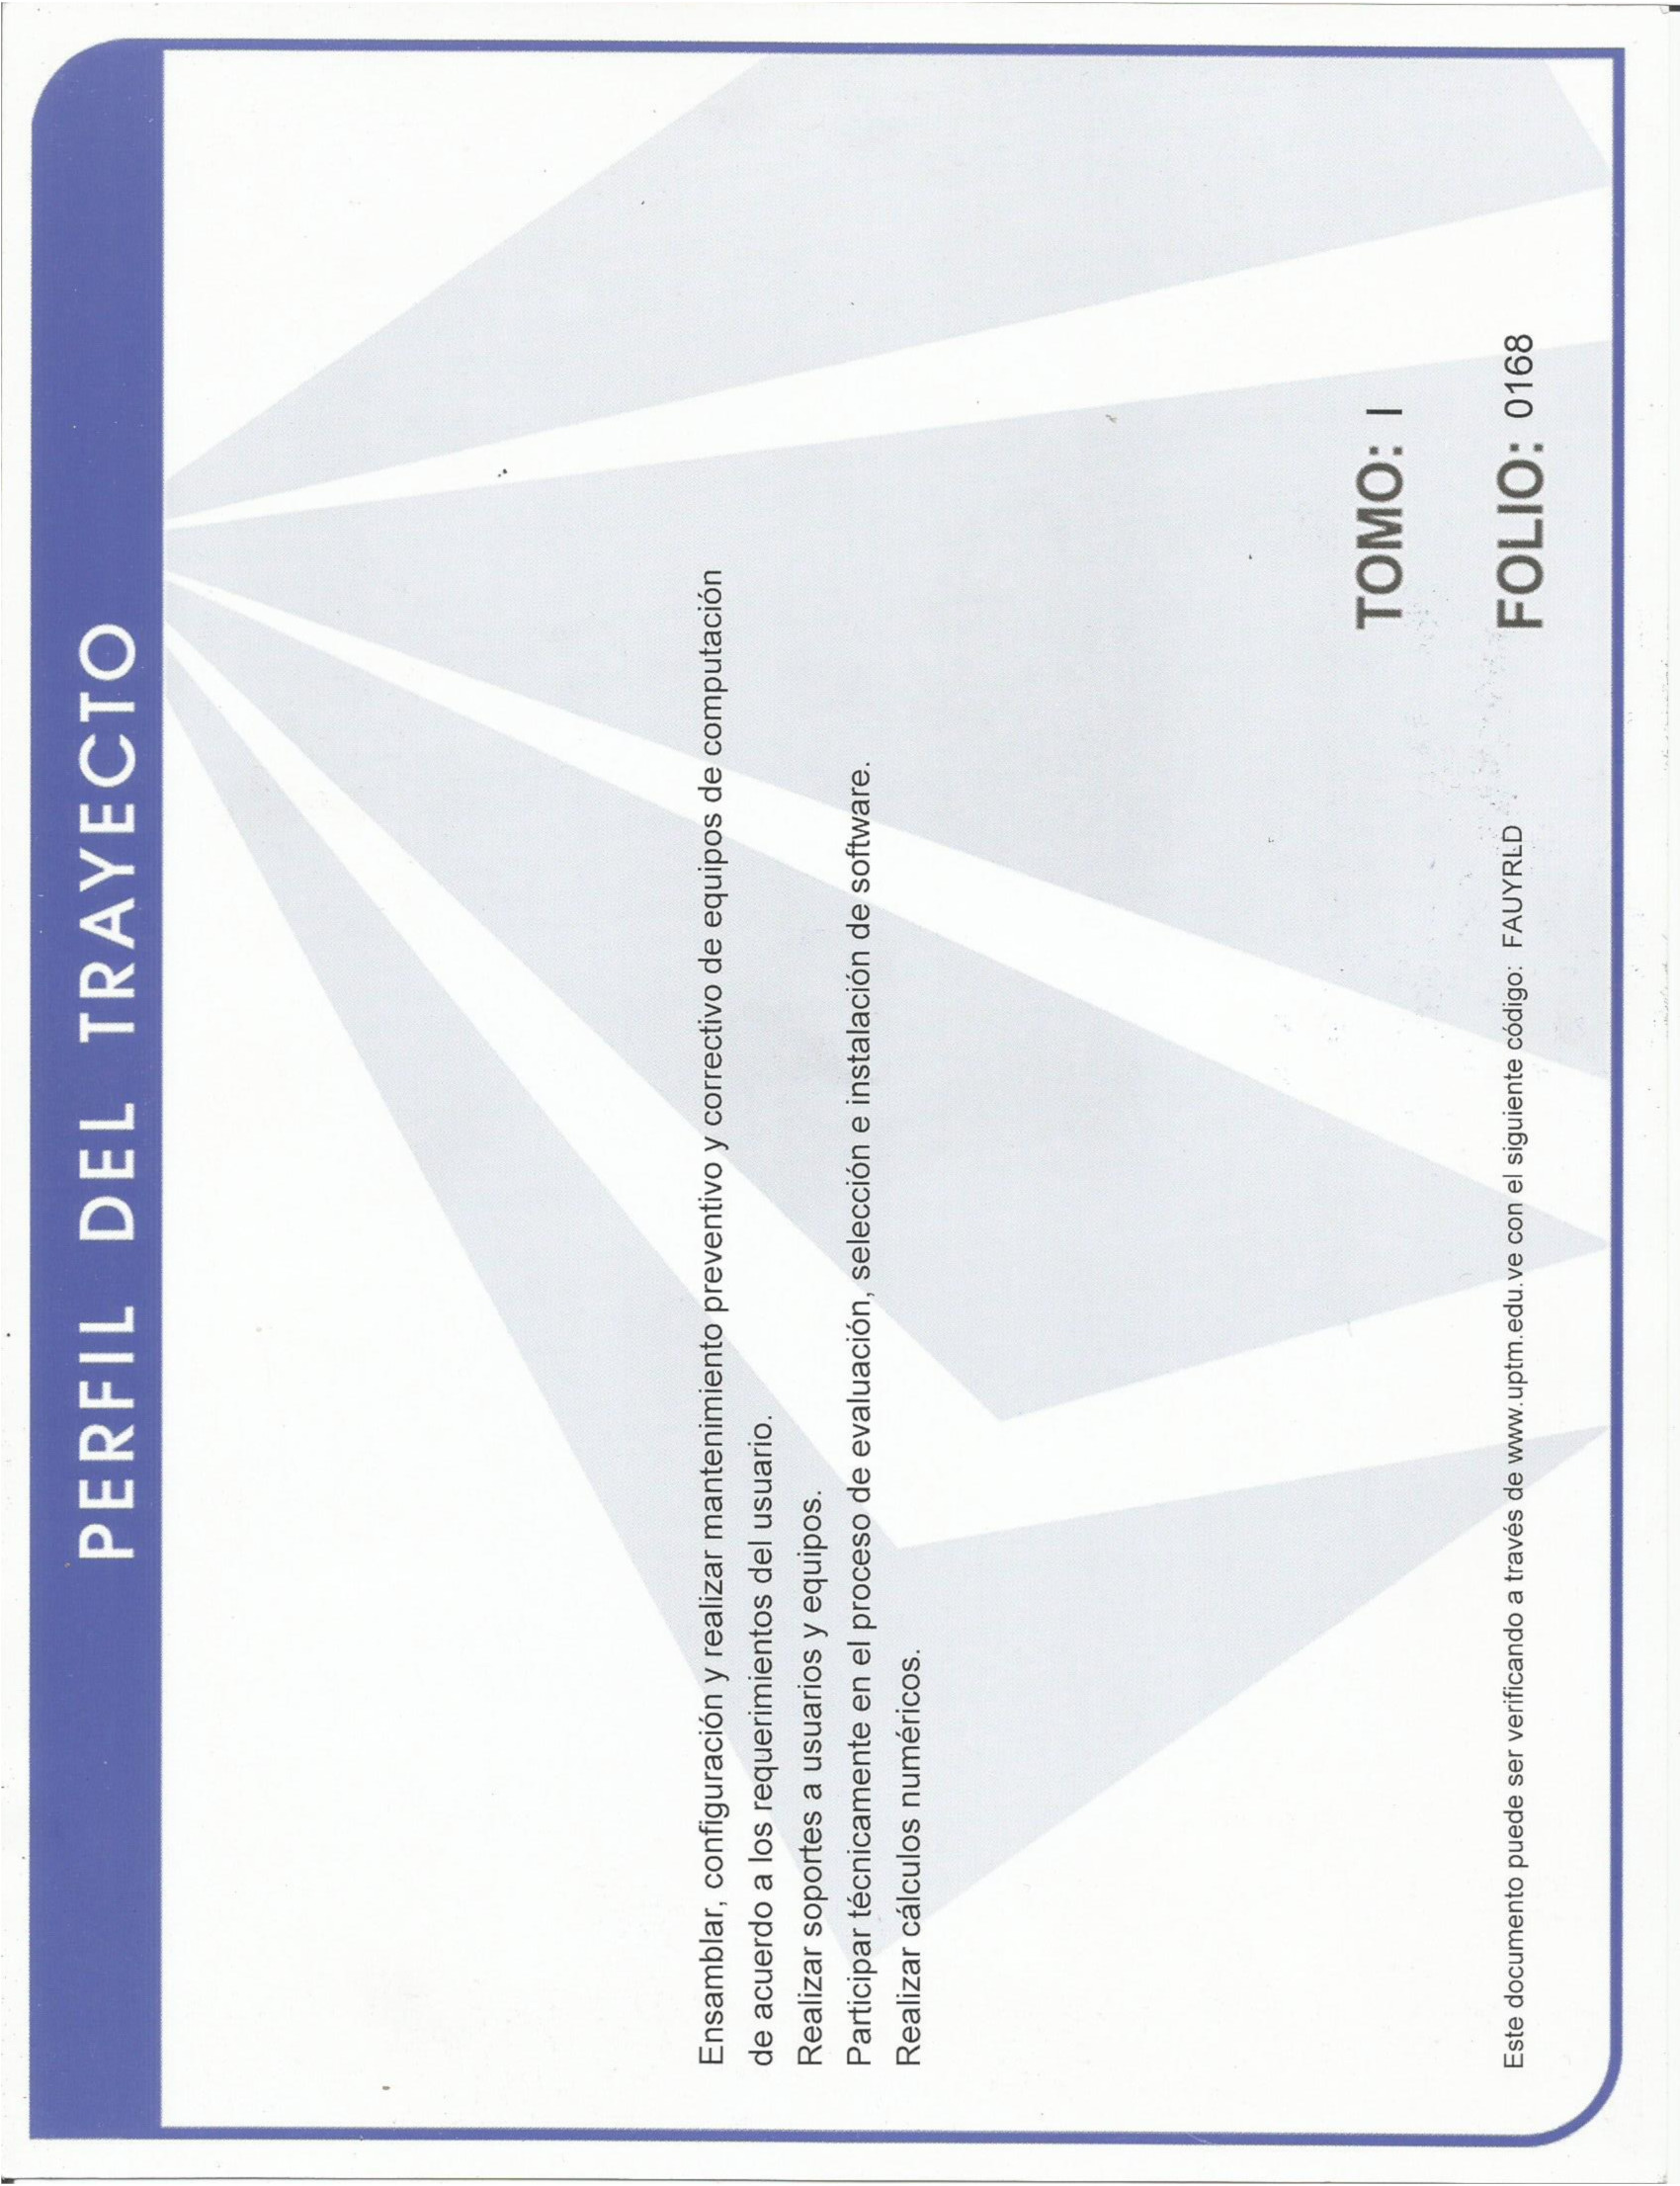 PERFIL DEL TRAYECTO
Ensamblar, configuración y realizar mantenimiento preventivo y correctivo de equipos de computación
de acuerdo a los requerimientos del usuario.
Realizar soportes a usuarios y equipos.
Participar técnicamente en el proceso de evaluación, selección e instalación de software.
Realizar cálculos numéricos.
TOMO: I
Este documento puede ser verificando a través de www.uptm.edu.ve con el siguiente código: FAUYRLD
FOLIO: 0168